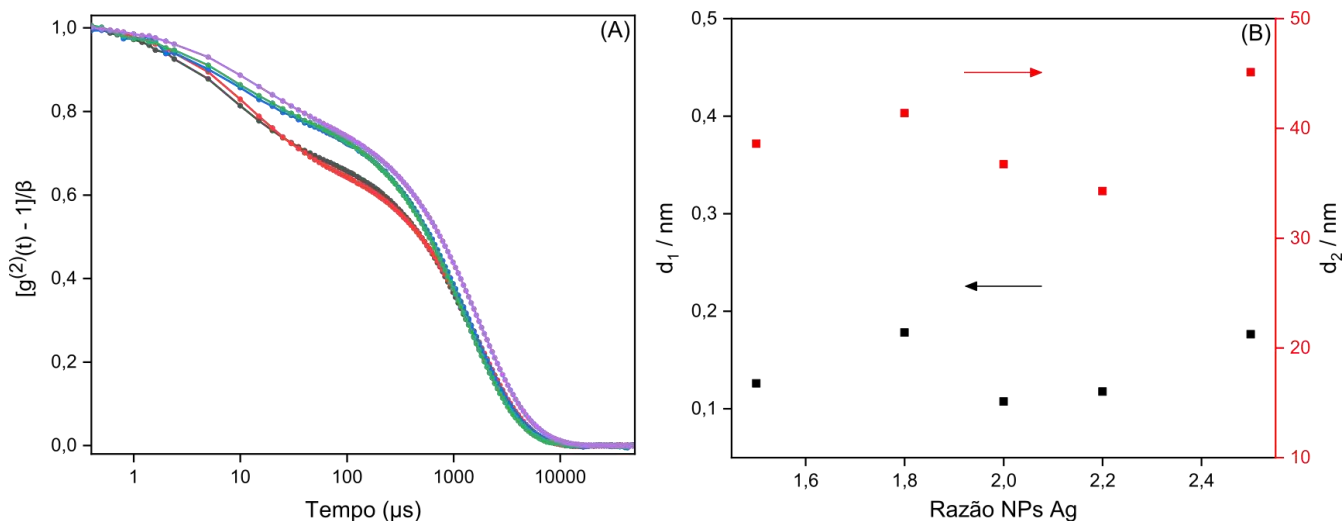 (A)
[g(2)(t) - 1]/β
1,0
0,8
0,6
0,4
0,2
0,0
1 10 100 1000 10000
Tempo (µs)
(B)
d1 / nm
0,5
0,4
0,3
0,2
0,1
1,6 1,8 2,0 2,2 2,4
Razão NPs Ag
50
40
30
20
10
d2 / nm